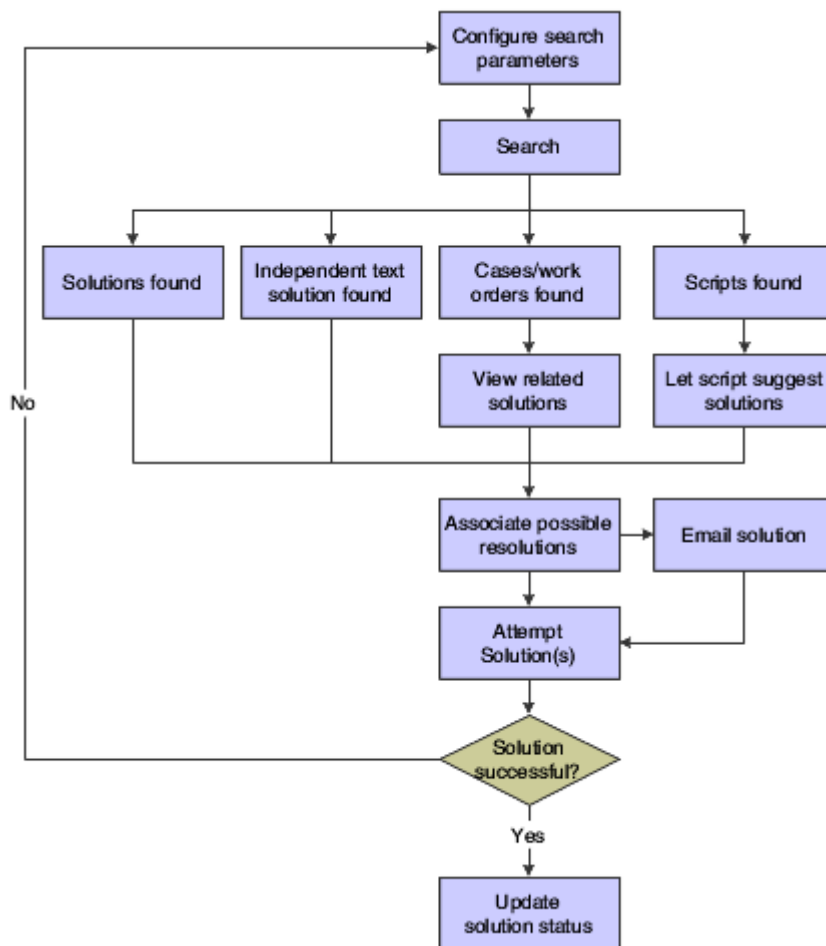 Configure search
parameters
Search
Solutions found
Independent text
solution found
Cases/work
orders found
Scripts found
View related
solutions
Let script suggest
solutions
No
Associate possible
resolutions
Email solution
Attempt
Solution(s)
Solution
successful?
Yes
Update
solution status